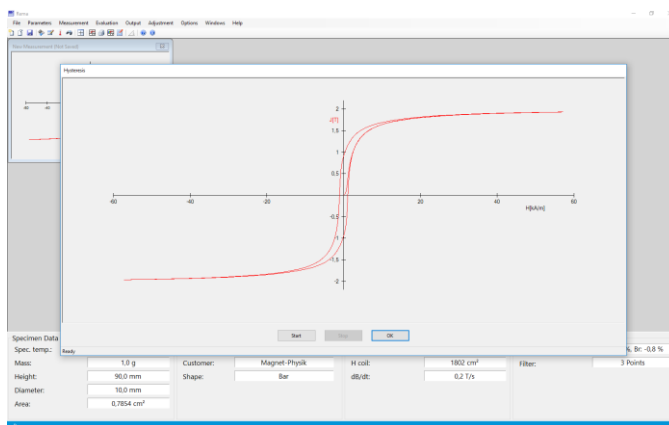 Remа
File Parameters Measurement Evaluation Output Adjustment Options Windows Help
Hysteresis
J[T]
2
1,5
1
0,5
-60 -40 -20 20 40 60
H[kA/m]
-0,5
-1
-1,5
-2
Start Stop OK
Ready
Specimen Data
Spec. temp.: %, Br: -0,8 %
Mass: 1,0 g Customer: Magnet-Physik H coil: 1802 cm² Filter: 3 Points
Height: 90,0 mm Shape: Bar dB/dt: 0,2 T/s
Diameter: 10,0 mm
Area: 0,7854 cm²